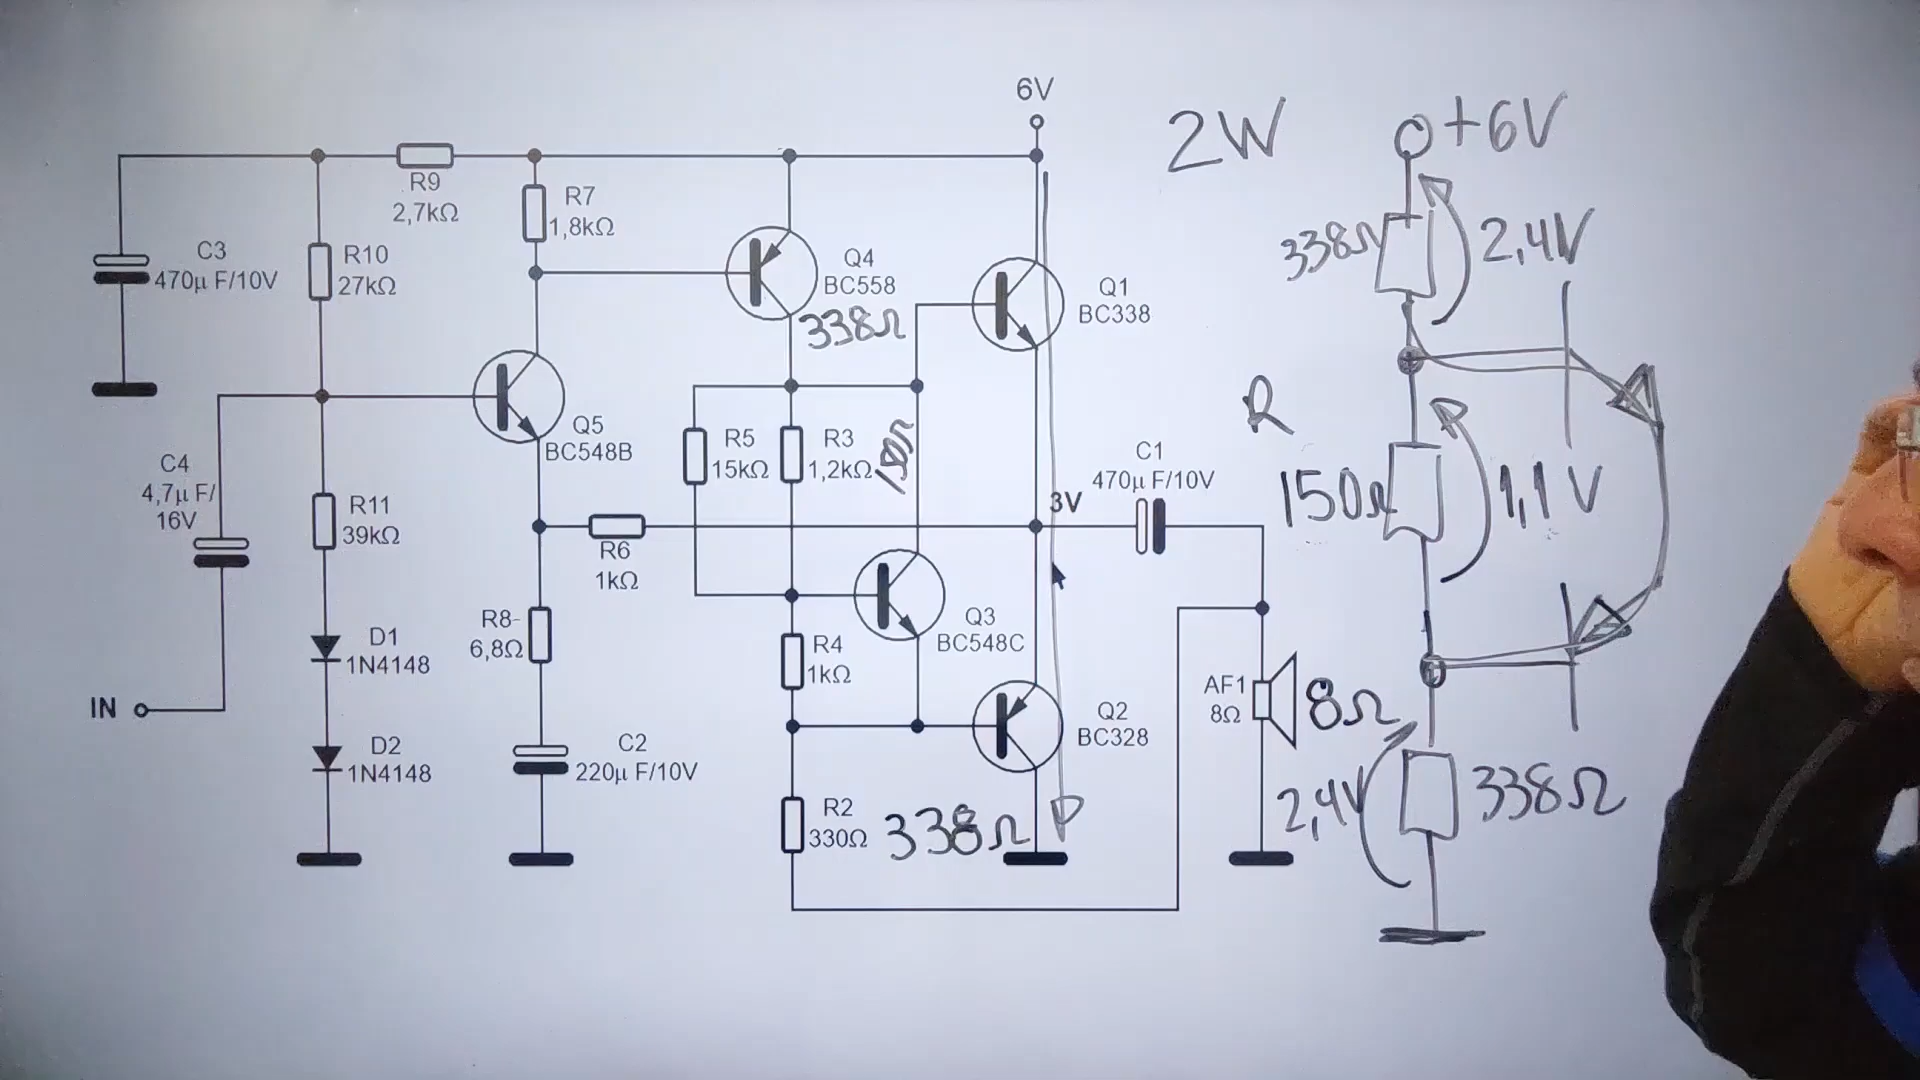 6V
2W
+6V
R9
2,7kΩ
R7
1,8kΩ
C3
470μ F/10V
R10
27kΩ
Q4
BC558
338Ω
Q1
BC338
338Ω
2,4V
Q5
BC548B
R5
15kΩ
R3
1,2kΩ
150Ω
R
C1
470μ F/10V
C4
4,7μ F/
16V
R11
39kΩ
3V
150Ω
1,1V
R6
1kΩ
R8
6,8Ω
Q3
BC548C
R4
1kΩ
D1
1N4148
IN
AF1
8Ω
8Ω
Q2
BC328
D2
1N4148
C2
220μ F/10V
R2
330Ω
338Ω
2,4V
338Ω